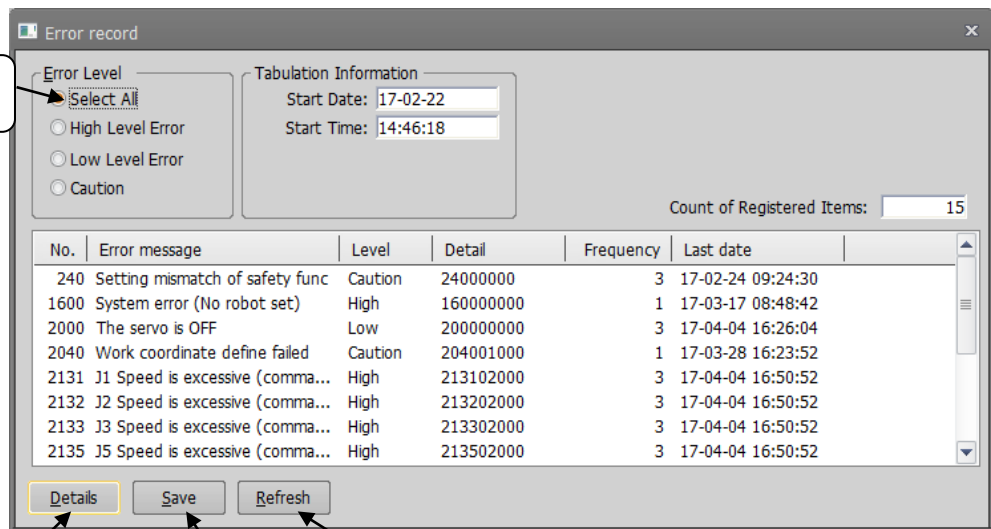 Error record
Error Level
Select All
High Level Error
Low Level Error
Caution
Tabulation Information
Start Date: 17-02-22
Start Time: 14:46:18
Count of Registered Items: 15
No. Error message Level Detail Frequency Last date
240 Setting mismatch of safety func Caution 24000000 3 17-02-24 09:24:30
1600 System error (No robot set) High 160000000 1 17-03-17 08:48:42
2000 The servo is OFF Low 200000000 3 17-04-04 16:26:04
2040 Work coordinate define failed Caution 204001000 1 17-03-28 16:23:52
2131 J1 Speed is excessive (comma... High 213102000 3 17-04-04 16:50:52
2132 J2 Speed is excessive (comma... High 213202000 3 17-04-04 16:50:52
2133 J3 Speed is excessive (comma... High 213302000 3 17-04-04 16:50:52
2135 J5 Speed is excessive (comma... High 213502000 3 17-04-04 16:50:52
Details Save Refresh